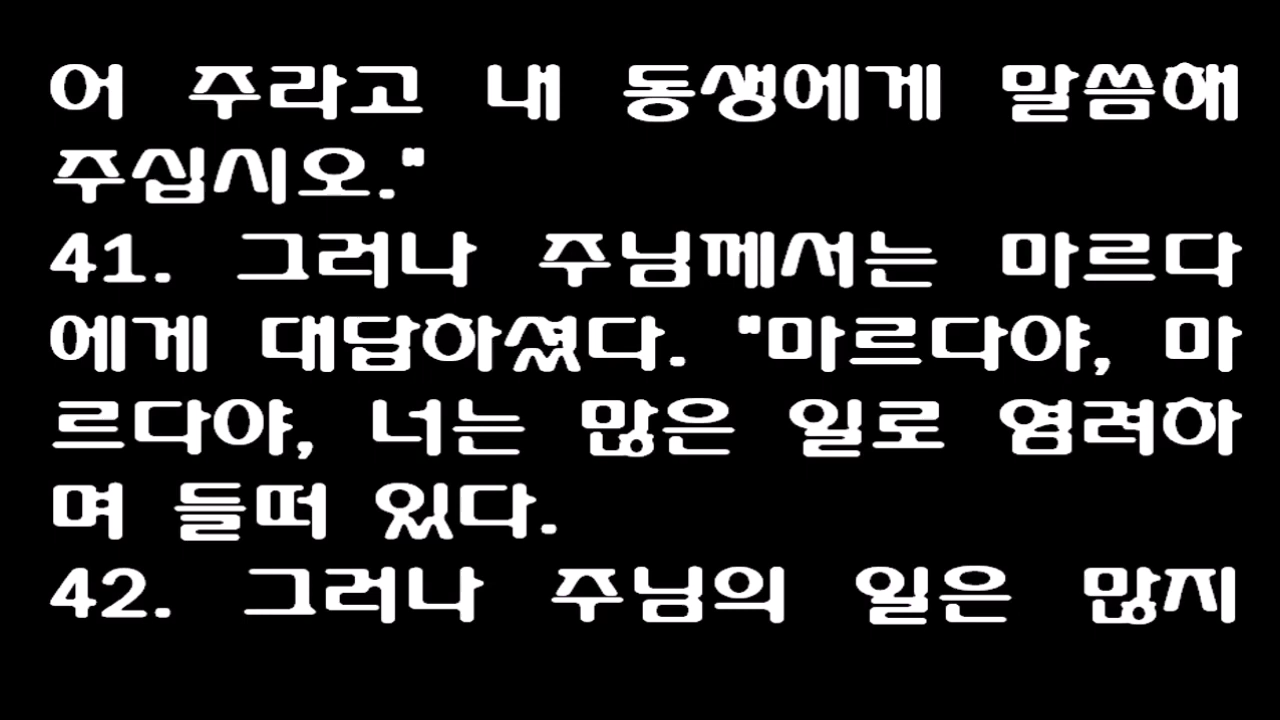 어 주라고 내 동생에게 말씀해
주십시오."
41. 그러나 주님께서는 마르다
에게 대답하셨다. "마르다야, 마
르다야, 너는 많은 일로 염려하
며 들떠 있다.
42. 그러나 주님의 일은 많지